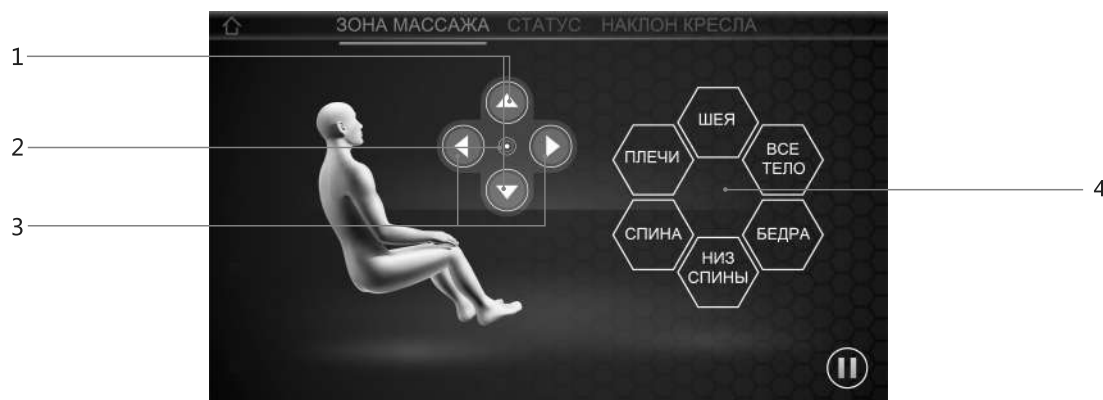 ЗОНА МАССАЖА СТАТУС НАКЛОН КРЕСЛА
1
2
3
4
ШЕЯ
ПЛЕЧИ
ВСЕ
ТЕЛО
СПИНА
БЕДРА
НИЗ
СПИНЫ